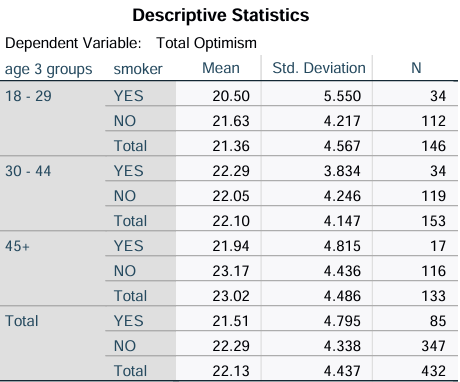 Descriptive Statistics
Dependent Variable: Total Optimism
age 3 groups smoker Mean Std. Deviation N
18 - 29 YES 20.50 5.550 34
NO 21.63 4.217 112
Total 21.36 4.567 146
30 - 44 YES 22.29 3.834 34
NO 22.05 4.246 119
Total 22.10 4.147 153
45+ YES 21.94 4.815 17
NO 23.17 4.436 116
Total 23.02 4.486 133
Total YES 21.51 4.795 85
NO 22.29 4.338 347
Total 22.13 4.437 432